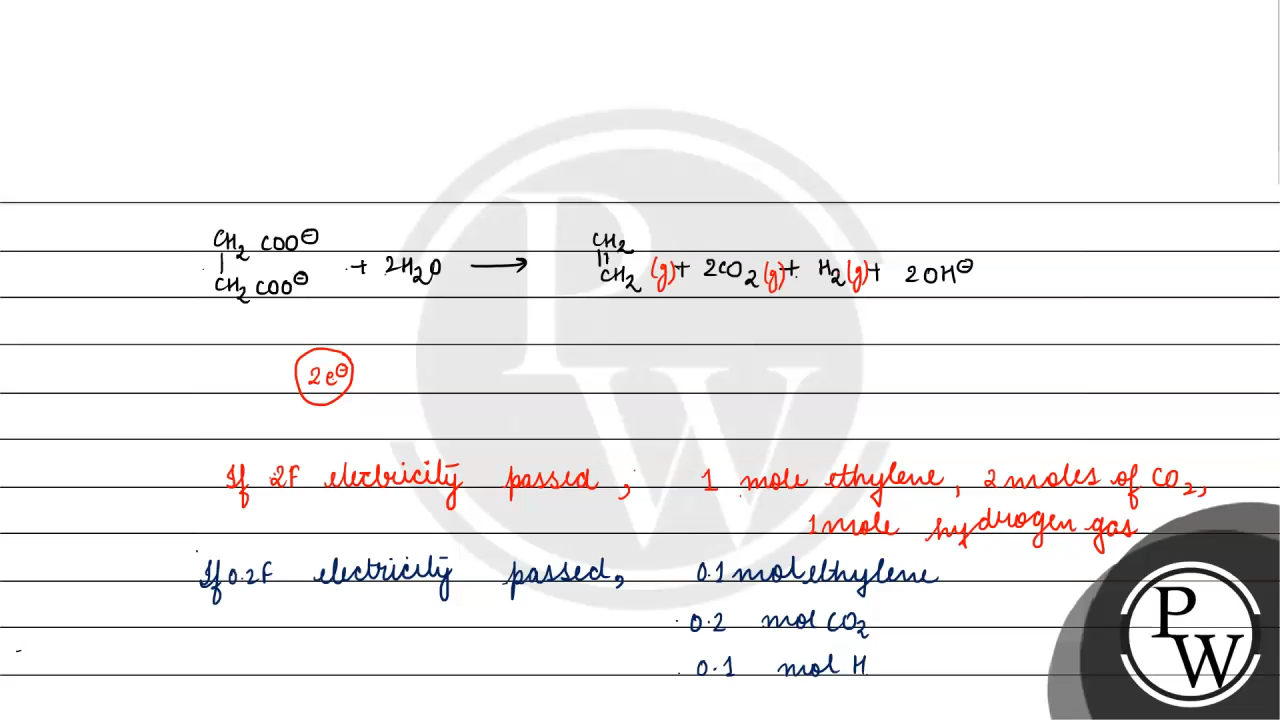 CH₂ COO⊖ CH₂
| + 2H₂O ⟶ || (g) + 2CO₂(g) + H₂(g) + 2OH⊖
CH₂ COO⊖ CH₂
2e⊖
If 2F electricity passed, 1 mole ethylene, 2 moles of CO₂,
1 mole hydrogen gas
If 0.2F electricity passed, 0.1 mol ethylene
0.2 mol CO₂
0.1 mol H
P
W
P
W